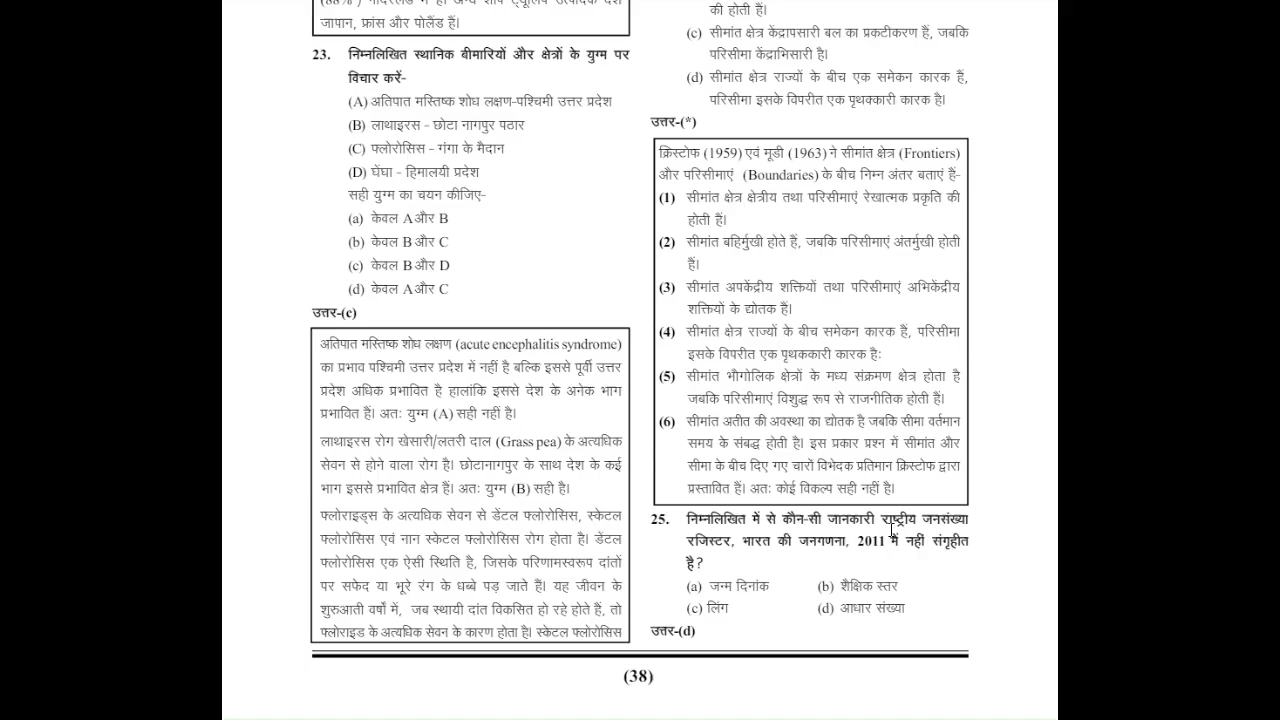 जापान, फ्रांस और पोलैंड हैं।
23. निम्नलिखित स्थानिक बीमारियों और क्षेत्रों के युग्म पर
विचार करें-
(A) अतिपात मस्तिष्क शोध लक्षण-पश्चिमी उत्तर प्रदेश
(B) लाथाइरस - छोटा नागपुर पठार
(C) फ्लोरोसिस - गंगा के मैदान
(D) घेंघा - हिमालयी प्रदेश
सही युग्म का चयन कीजिए-
(a) केवल A और B
(b) केवल B और C
(c) केवल B और D
(d) केवल A और C
उत्तर-(c)
अतिपात मस्तिष्क शोध लक्षण (acute encephalitis syndrome)
का प्रभाव पश्चिमी उत्तर प्रदेश में नहीं है बल्कि इससे पूर्वी उत्तर
प्रदेश अधिक प्रभावित है हालांकि इससे देश के अनेक भाग
प्रभावित हैं। अतः युग्म (A) सही नहीं है।
लाथाइरस रोग खेसारी/लतरी दाल (Grass pea) के अत्यधिक
सेवन से होने वाला रोग है। छोटानागपुर के साथ देश के कई
भाग इससे प्रभावित क्षेत्र हैं। अतः युग्म (B) सही है।
फ्लोराइड्स के अत्यधिक सेवन से डेंटल फ्लोरोसिस, स्केटल
फ्लोरोसिस एवं नान स्केटल फ्लोरोसिस रोग होता है। डेंटल
फ्लोरोसिस एक ऐसी स्थिति है, जिसके परिणामस्वरूप दांतों
पर सफेद या भूरे रंग के धब्बे पड़ जाते हैं। यह जीवन के
शुरुआती वर्षों में, जब स्थायी दांत विकसित हो रहे होते हैं, तो
फ्लोराइड के अत्यधिक सेवन के कारण होता है। स्केटल फ्लोरोसिस
की होती हैं।
(c) सीमांत क्षेत्र केंद्रापसारी बल का प्रकटीकरण हैं, जबकि
परिसीमा केंद्राभिसारी है।
(d) सीमांत क्षेत्र राज्यों के बीच एक समेकन कारक हैं,
परिसीमा इसके विपरीत एक पृथक्कारी कारक है।
उत्तर-(*)
क्रिस्टोफ (1959) एवं मूडी (1963) ने सीमांत क्षेत्र (Frontiers)
और परिसीमाएं (Boundaries) के बीच निम्न अंतर बताएं हैं-
(1) सीमांत क्षेत्र क्षेत्रीय तथा परिसीमाएं रेखात्मक प्रकृति की
होती हैं।
(2) सीमांत बहिर्मुखी होते हैं, जबकि परिसीमाएं अंतर्मुखी होती
हैं।
(3) सीमांत अपकेंद्रीय शक्तियों तथा परिसीमाएं अभिकेंद्रीय
शक्तियों के द्योतक हैं।
(4) सीमांत क्षेत्र राज्यों के बीच समेकन कारक हैं, परिसीमा
इसके विपरीत एक पृथककारी कारक है:
(5) सीमांत भौगोलिक क्षेत्रों के मध्य संक्रमण क्षेत्र होता है
जबकि परिसीमाएं विशुद्ध रूप से राजनीतिक होती हैं।
(6) सीमांत अतीत की अवस्था का द्योतक है जबकि सीमा वर्तमान
समय के संबद्ध होती है। इस प्रकार प्रश्न में सीमांत और
सीमा के बीच दिए गए चारों विभेदक प्रतिमान क्रिस्टोफ द्वारा
प्रस्तावित हैं। अतः कोई विकल्प सही नहीं है।
25. निम्नलिखित में से कौन-सी जानकारी राष्ट्रीय जनसंख्या
रजिस्टर, भारत की जनगणना, 2011 में नहीं संगृहीत
है?
(a) जन्म दिनांक (b) शैक्षिक स्तर
(c) लिंग (d) आधार संख्या
उत्तर-(d)
(38)